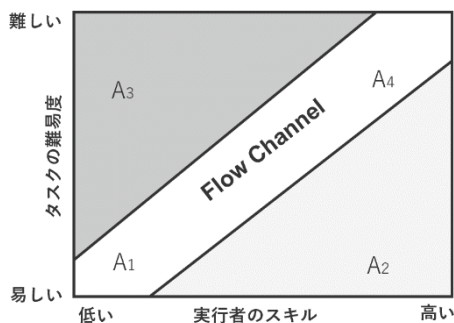 難しい
A3
A4
タスクの難易度
Flow Channel
A1
A2
易しい
低い
実行者のスキル
高い